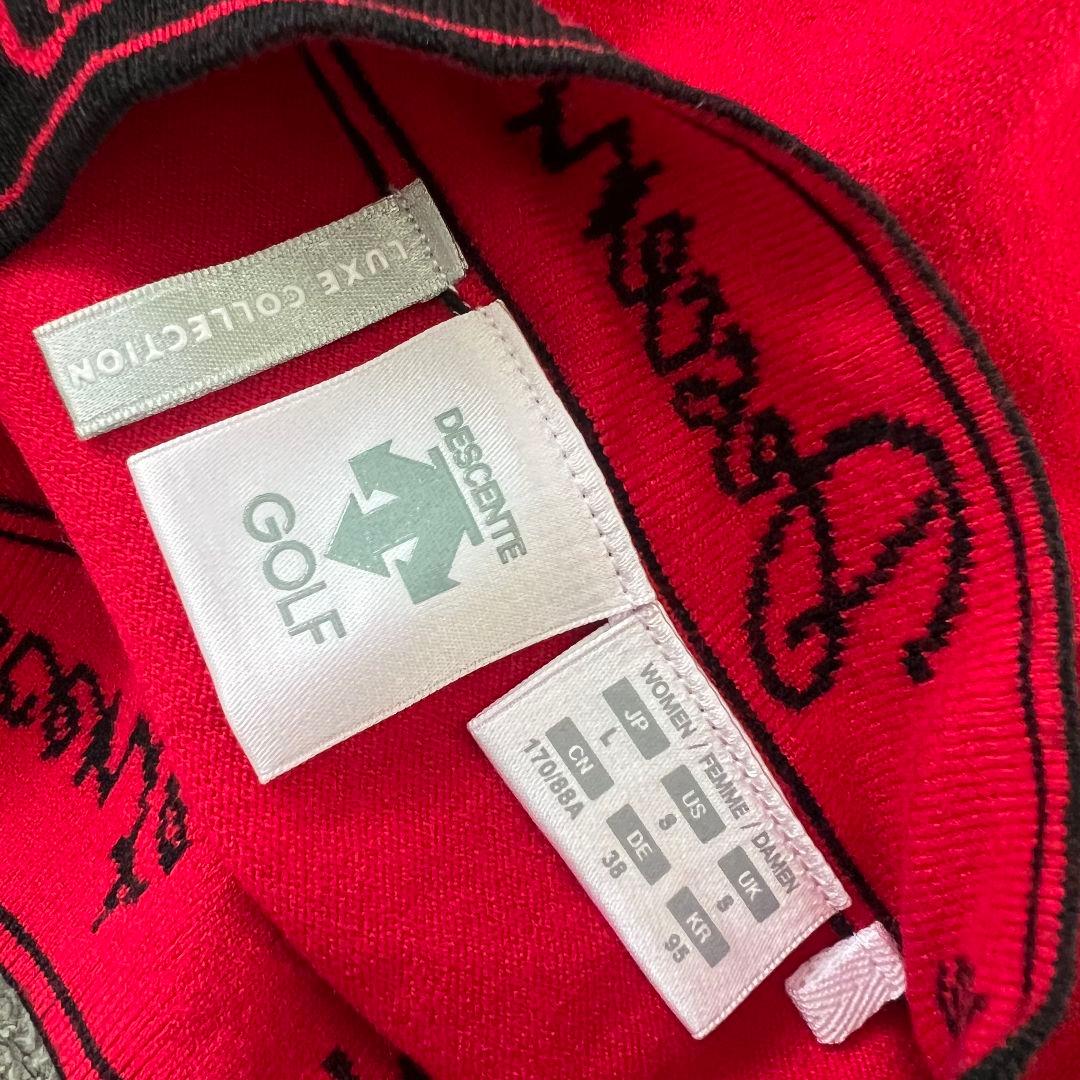 LUXE COLLECTION
DESCENTE
GOLF
WOMEN / FEMME / DAMEN
JP US UK
L S S
CN DE KR
170/88A 38 95